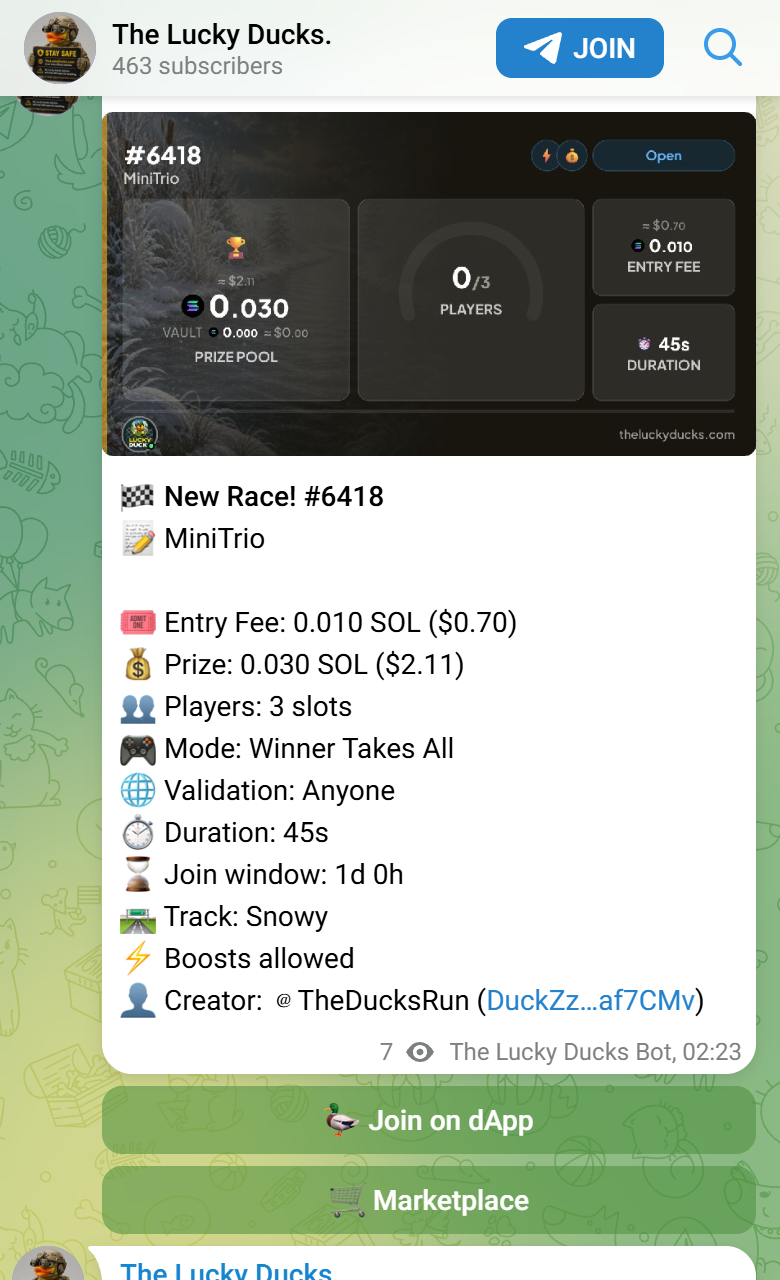 The Lucky Ducks.
463 subscribers
JOIN
STAY SAFE
#6418
MiniTrio
Open
≈ $2.11
0.030
VAULT 0.000 ≈ $0.00
PRIZE POOL
0/3
PLAYERS
≈ $0.70
0.010
ENTRY FEE
45s
DURATION
LUCKY
DUCK
theluckyducks.com
New Race! #6418
MiniTrio
Entry Fee: 0.010 SOL ($0.70)
Prize: 0.030 SOL ($2.11)
Players: 3 slots
Mode: Winner Takes All
Validation: Anyone
Duration: 45s
Join window: 1d 0h
Track: Snowy
Boosts allowed
Creator: @ TheDucksRun (DuckZz...af7CMv)
7 The Lucky Ducks Bot, 02:23
Join on dApp
Marketplace
The Lucky Ducks